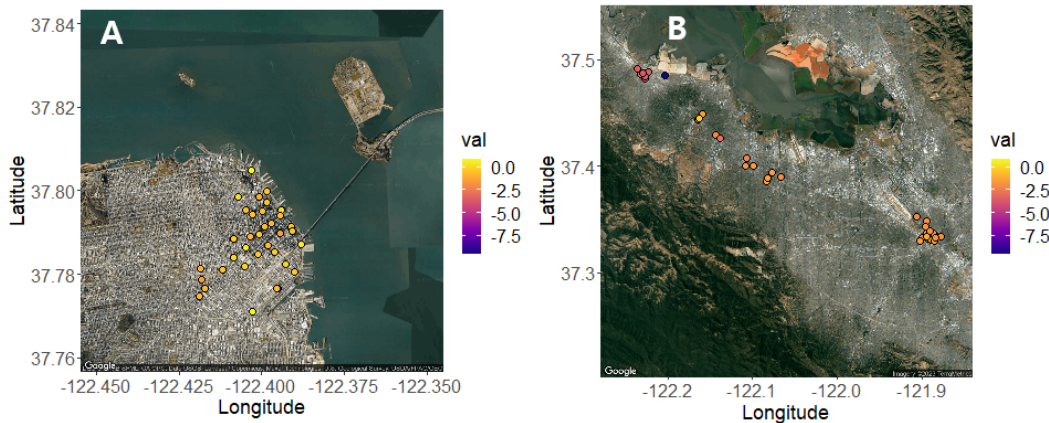 A
37.84
37.82
37.80
37.78
37.76
Latitude
-122.450
-122.425
-122.400
-122.375
-122.350
Longitude
Google
val
0.0
-2.5
-5.0
-7.5
B
37.5
37.4
37.3
Latitude
-122.2
-122.1
-122.0
-121.9
Longitude
Google
Imagery ©2023 TerraMetrics
val
0.0
-2.5
-5.0
-7.5